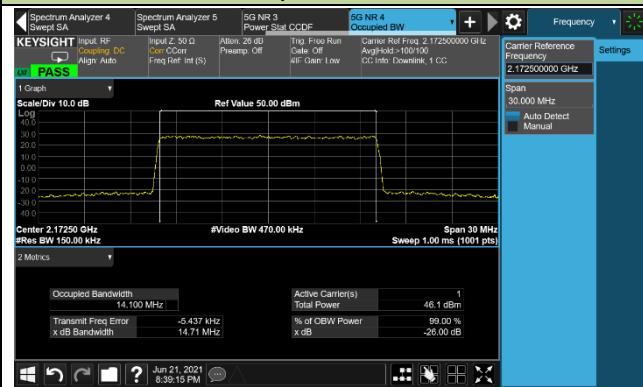 Spectrum Analyzer 4
Swept SA
Spectrum Analyzer 5
Swept SA
5G NR 3
Power Stat CCDF
5G NR 4
Occupied BW
Frequency
KEYSIGHT
Input: RF
Coupling: DC
Align: Auto
Input Z: 50 Ω
Corr CCorr
Freq Ref: Int (S)
Atten: 26 dB
Preamp: Off
Trig: Free Run
Gate: Off
#IF Gain: Low
Carrier Ref Freq: 2.172500000 GHz
Avg|Hold:>100/100
CC Info: Downlink, 1 CC
PASS
Carrier Reference
Frequency
2.172500000 GHz
Settings
Span
30.000 MHz
Auto Detect
Manual
1 Graph
Scale/Div 10.0 dB
Ref Value 50.00 dBm
Log
40.0
30.0
20.0
10.0
0.00
-10.0
-20.0
-30.0
-40.0
Center 2.17250 GHz
#Video BW 470.00 kHz
Span 30 MHz
#Res BW 150.00 kHz
Sweep 1.00 ms (1001 pts)
2 Metrics
Occupied Bandwidth
14.100 MHz
Active Carrier(s)
1
Total Power
46.1 dBm
Transmit Freq Error
-5.437 kHz
% of OBW Power
99.00 %
x dB Bandwidth
14.71 MHz
x dB
-26.00 dB
?
Jun 21, 2021
8:39:15 PM